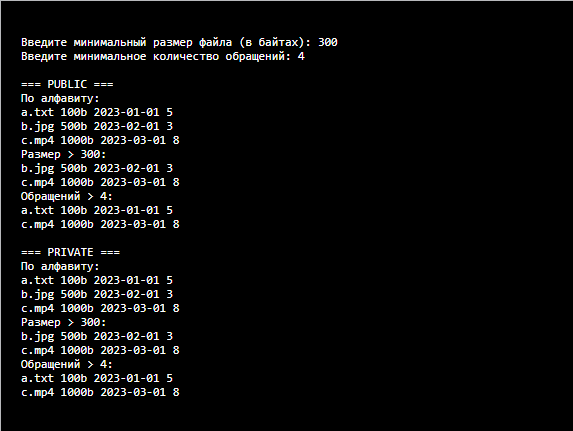 Введите минимальный размер файла (в байтах): 300
Введите минимальное количество обращений: 4
=== PUBLIC ===
По алфавиту:
a.txt 100b 2023-01-01 5
b.jpg 500b 2023-02-01 3
c.mp4 1000b 2023-03-01 8
Размер > 300:
b.jpg 500b 2023-02-01 3
c.mp4 1000b 2023-03-01 8
Обращений > 4:
a.txt 100b 2023-01-01 5
c.mp4 1000b 2023-03-01 8
=== PRIVATE ===
По алфавиту:
a.txt 100b 2023-01-01 5
b.jpg 500b 2023-02-01 3
c.mp4 1000b 2023-03-01 8
Размер > 300:
b.jpg 500b 2023-02-01 3
c.mp4 1000b 2023-03-01 8
Обращений > 4:
a.txt 100b 2023-01-01 5
c.mp4 1000b 2023-03-01 8